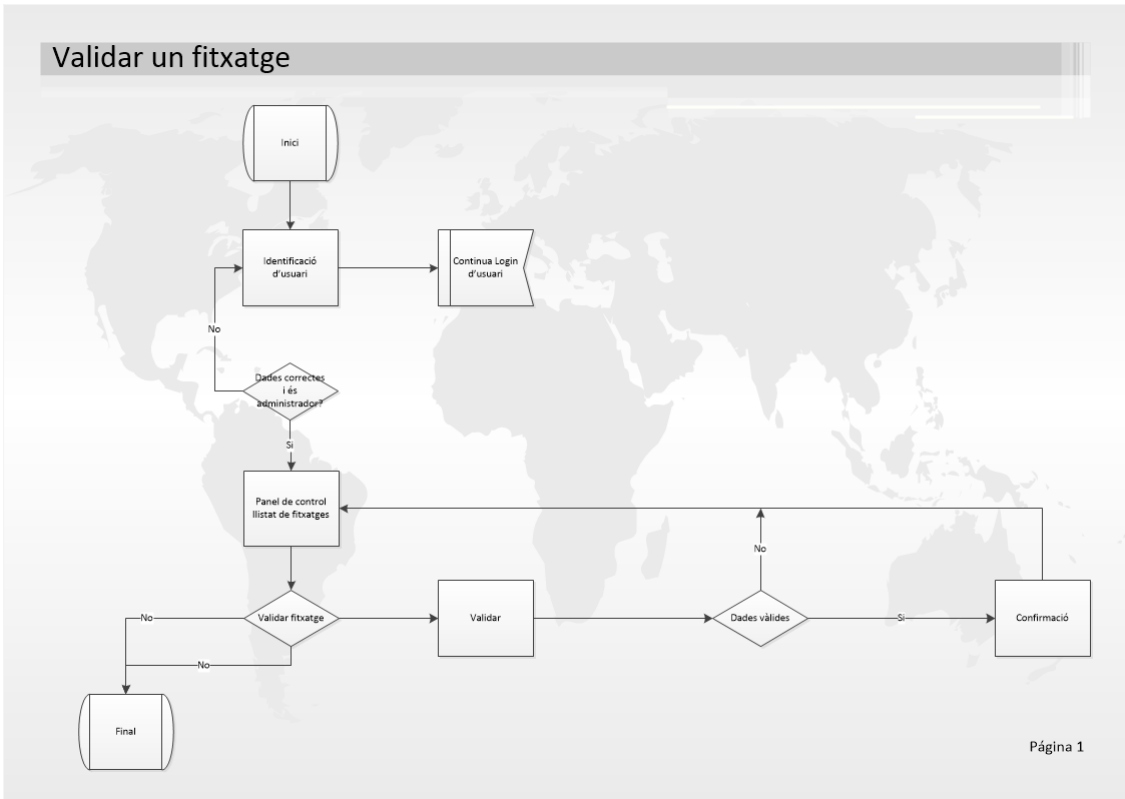 Validar un fitxatge
Inici
Identificació
d'usuari
Continua Login
d'usuari
No
Dades correctes
i és
administrador?
Si
Panel de control
llistat de fitxatges
No
Validar fitxatge
Validar
Dades vàlides
Si
Confirmació
No
No
Final
Página 1